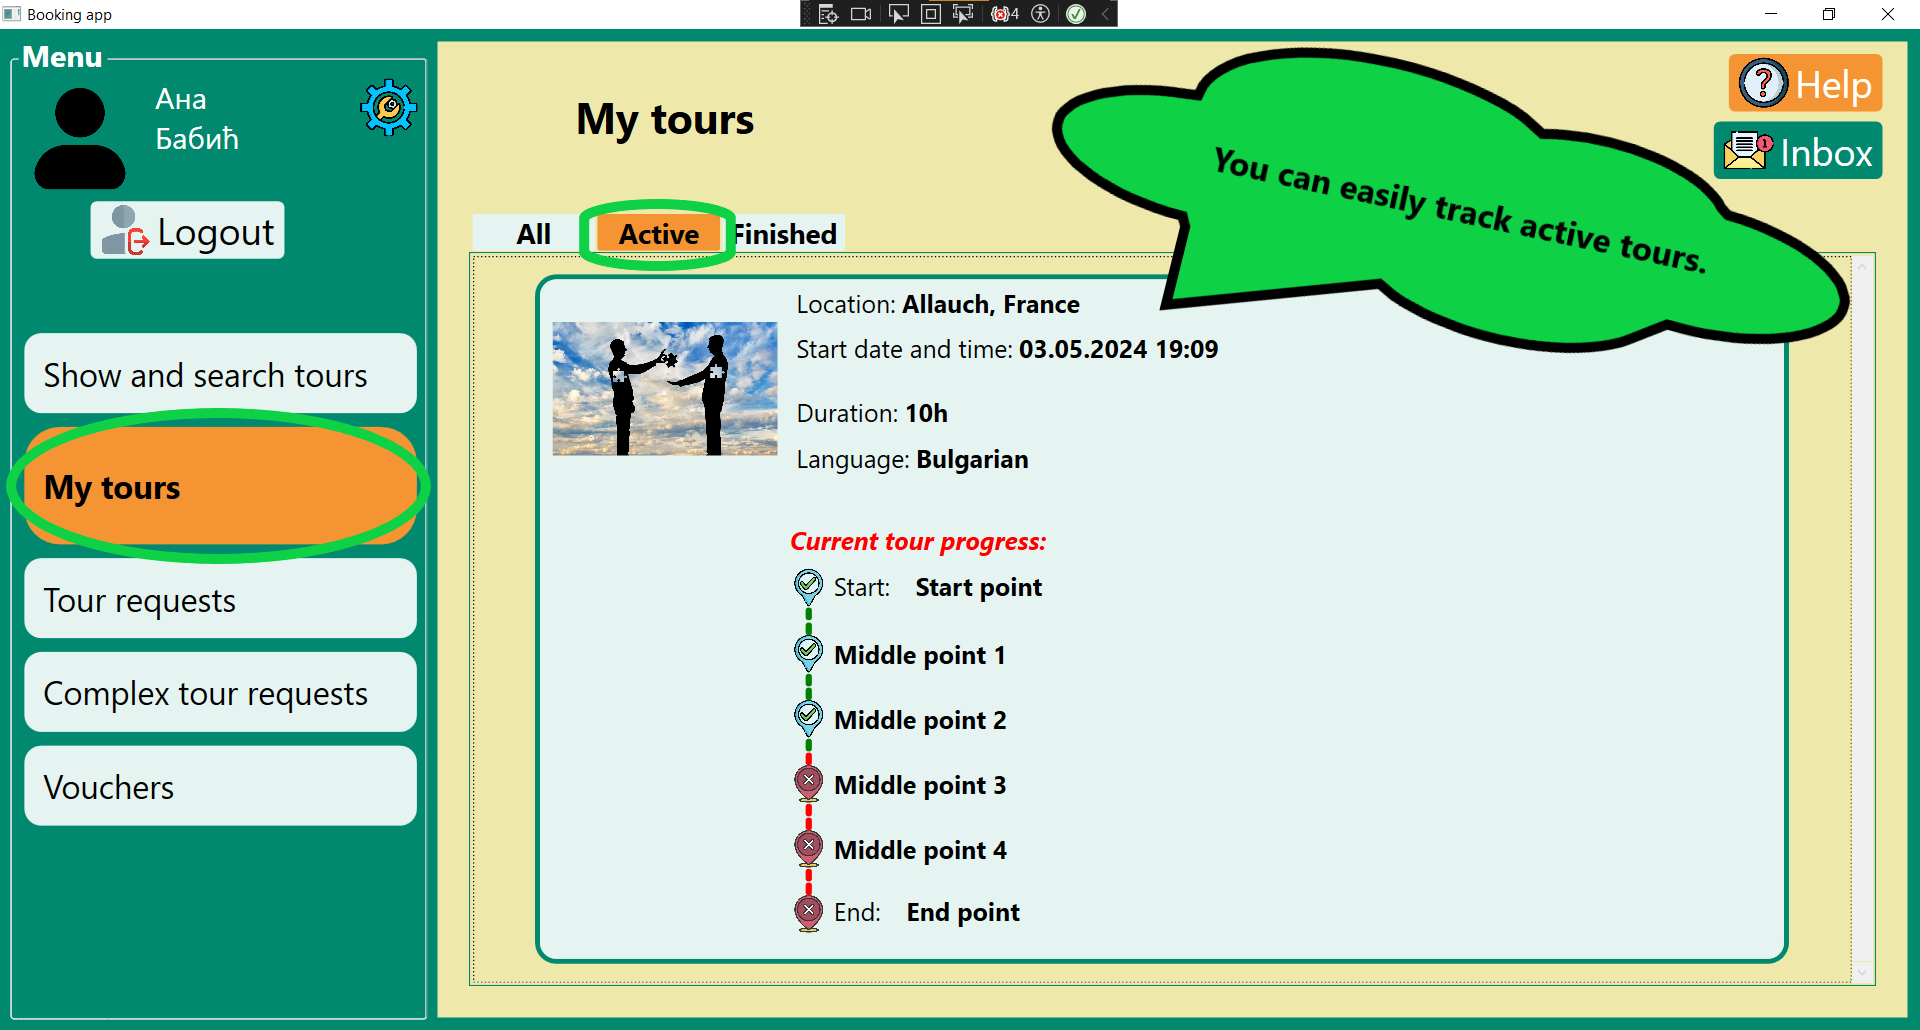 Booking app
4
Menu
Ана
Бабић
Logout
Show and search tours
My tours
Tour requests
Complex tour requests
Vouchers
My tours
Help
1
Inbox
You can easily track active tours.
All
Active
Finished
Location: Allauch, France
Start date and time: 03.05.2024 19:09
Duration: 10h
Language: Bulgarian
Current tour progress:
Start: Start point
Middle point 1
Middle point 2
Middle point 3
Middle point 4
End: End point